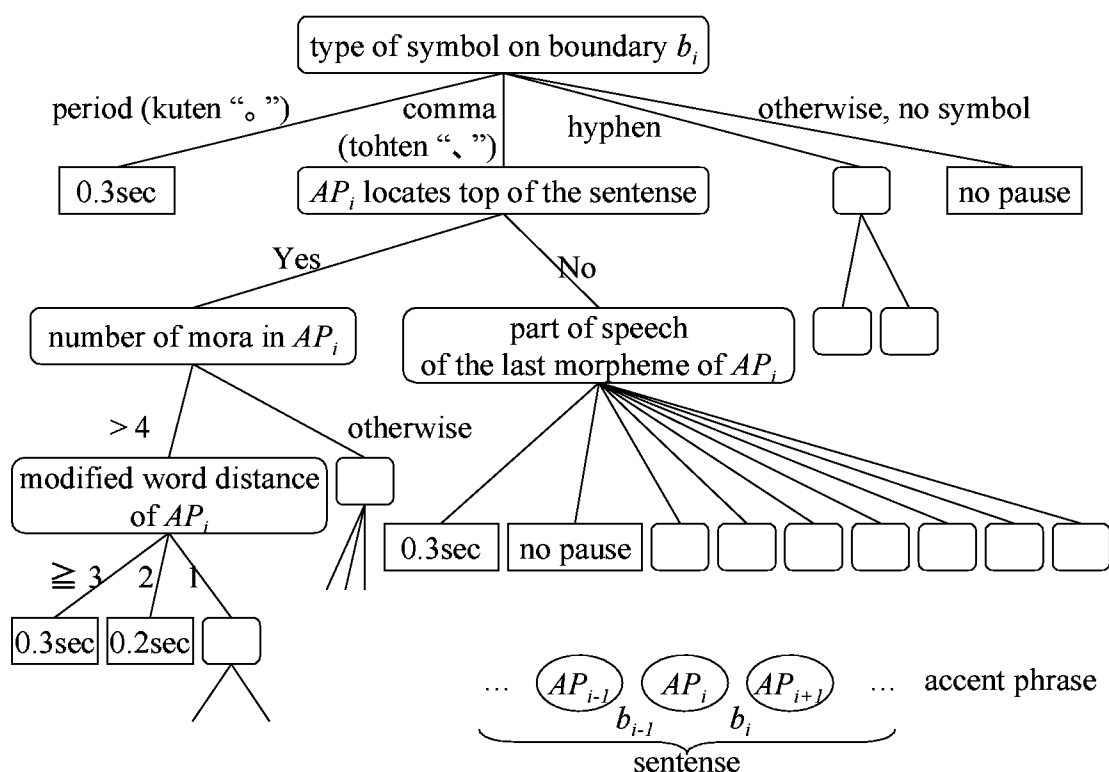 type of symbol on boundary b_i
period (kuten “。”)
comma
(tohten “、”)
hyphen
otherwise, no symbol
0.3sec
AP_i locates top of the sentense
no pause
Yes
No
number of mora in AP_i
part of speech
of the last morpheme of AP_i
> 4
otherwise
modified word distance
of AP_i
0.3sec
no pause
≧ 3
2
1
0.3sec
0.2sec
... AP_{i-1} AP_i AP_{i+1} ... accent phrase
b_{i-1} b_i
sentense